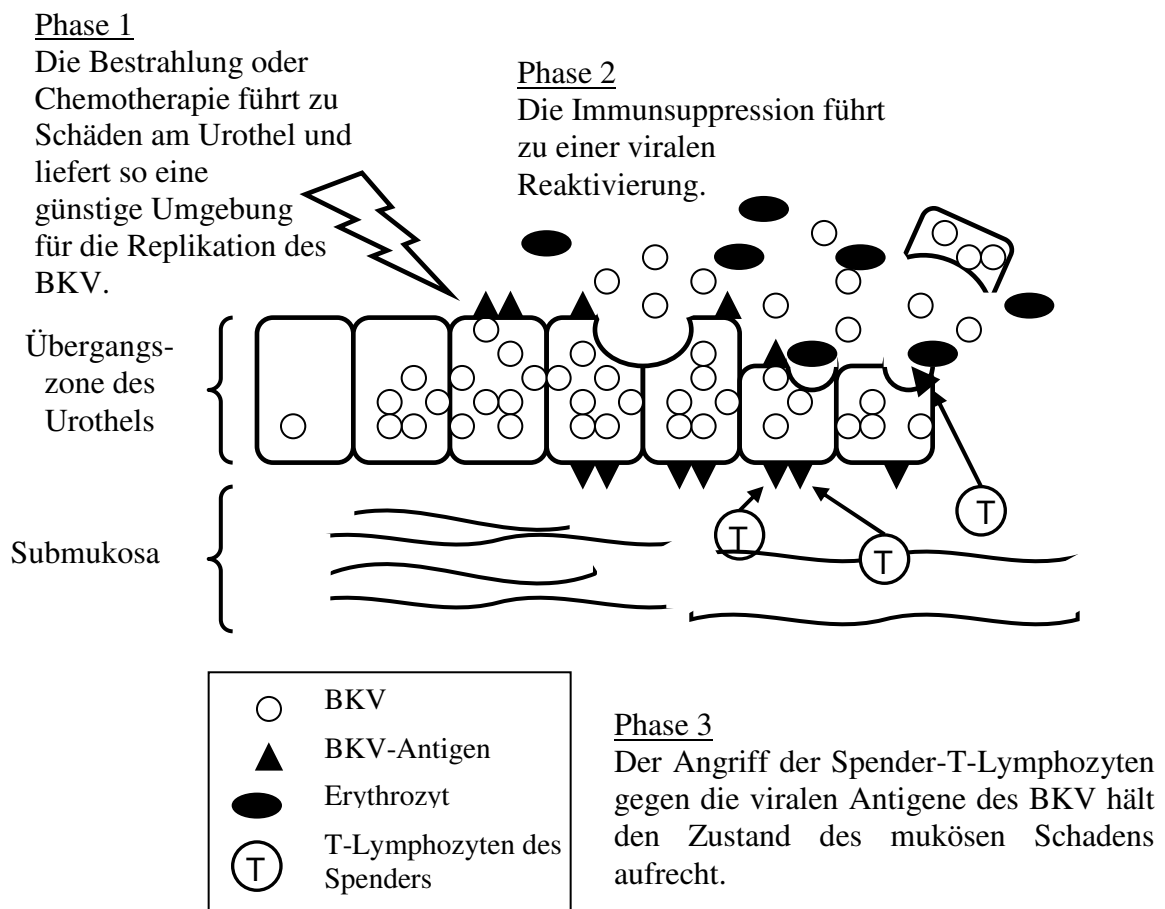 Phase 1
Die Bestrahlung oder
Chemotherapie führt zu
Schäden am Urothel und
liefert so eine
günstige Umgebung
für die Replikation des
BKV.
Phase 2
Die Immunsuppression führt
zu einer viralen
Reaktivierung.
Übergangs-
zone des
Urothels
Submukosa
T
T
T
BKV
BKV-Antigen
Erythrozyt
T
T-Lymphozyten des
Spenders
Phase 3
Der Angriff der Spender-T-Lymphozyten
gegen die viralen Antigene des BKV hält
den Zustand des mukösen Schadens
aufrecht.